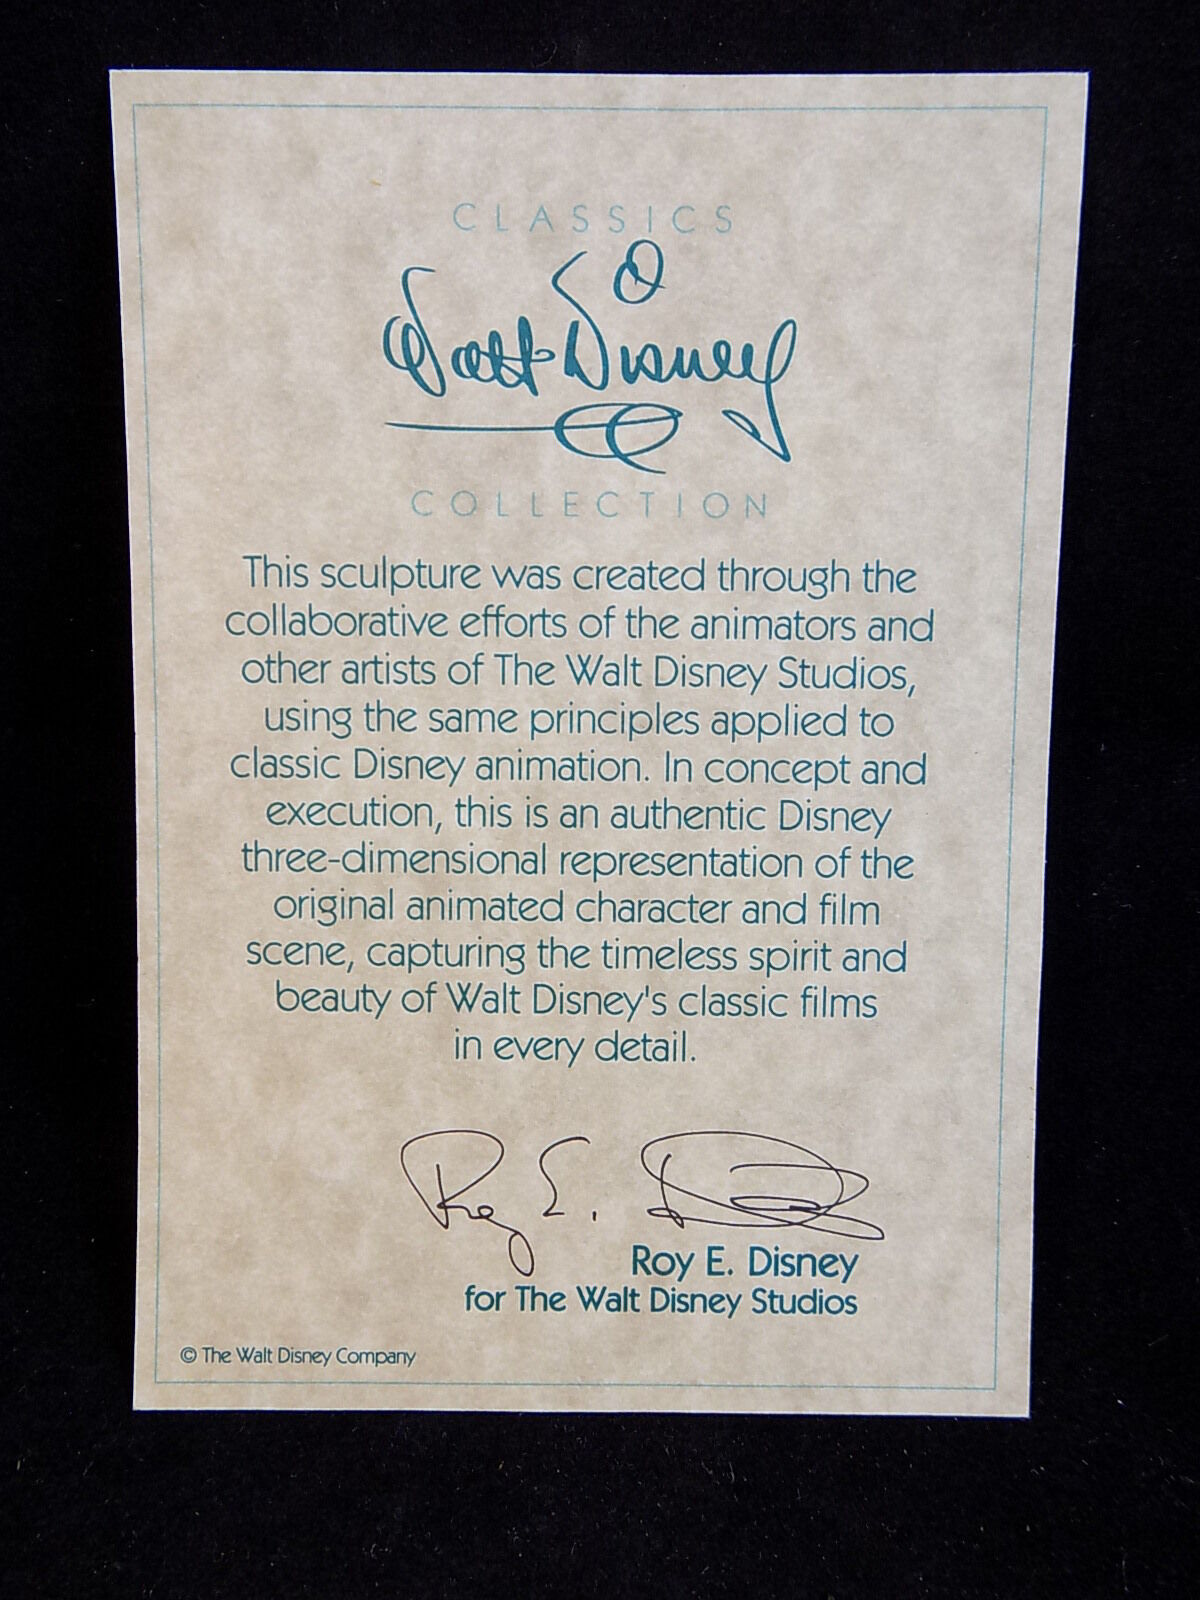 CLASSICS
Walt Disney
COLLECTION
This sculpture was created through the
collaborative efforts of the animators and
other artists of The Walt Disney Studios,
using the same principles applied to
classic Disney animation. In concept and
execution, this is an authentic Disney
three-dimensional representation of the
original animated character and film
scene, capturing the timeless spirit and
beauty of Walt Disney's classic films
in every detail.
Roy E. Disney
Roy E. Disney
for The Walt Disney Studios
© The Walt Disney Company